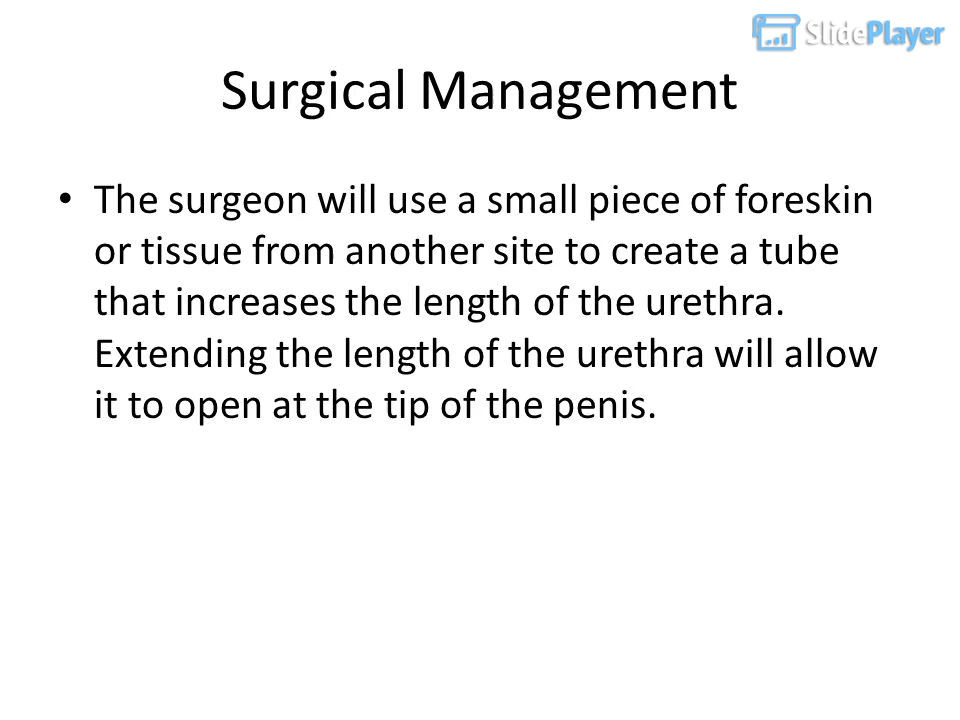 SlidePlayer
Surgical Management
• The surgeon will use a small piece of foreskin
or tissue from another site to create a tube
that increases the length of the urethra.
Extending the length of the urethra will allow
it to open at the tip of the penis.